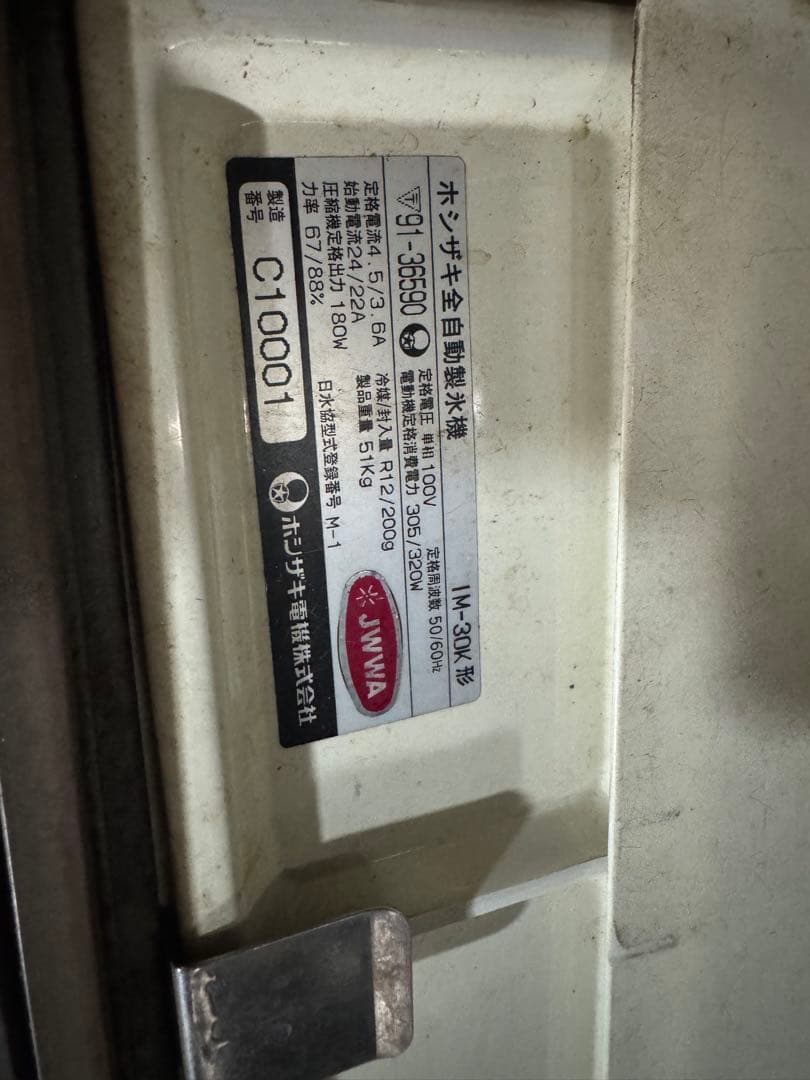 ホシザキ全自動製氷機 IM-30K形
〒91-36590 定格電圧 単相 100V 定格周波数 50/60Hz
電動機定格消費電力 305/320W
定格電流4.5/3.6A 冷媒/封入量 R12/200g
始動電流24/22A 製品重量 51Kg
圧縮機定格出力 180W 日水協型式登録番号 M-1
力率 67/88%
JWWA
製造番号 C10001 ホシザキ電機株式会社